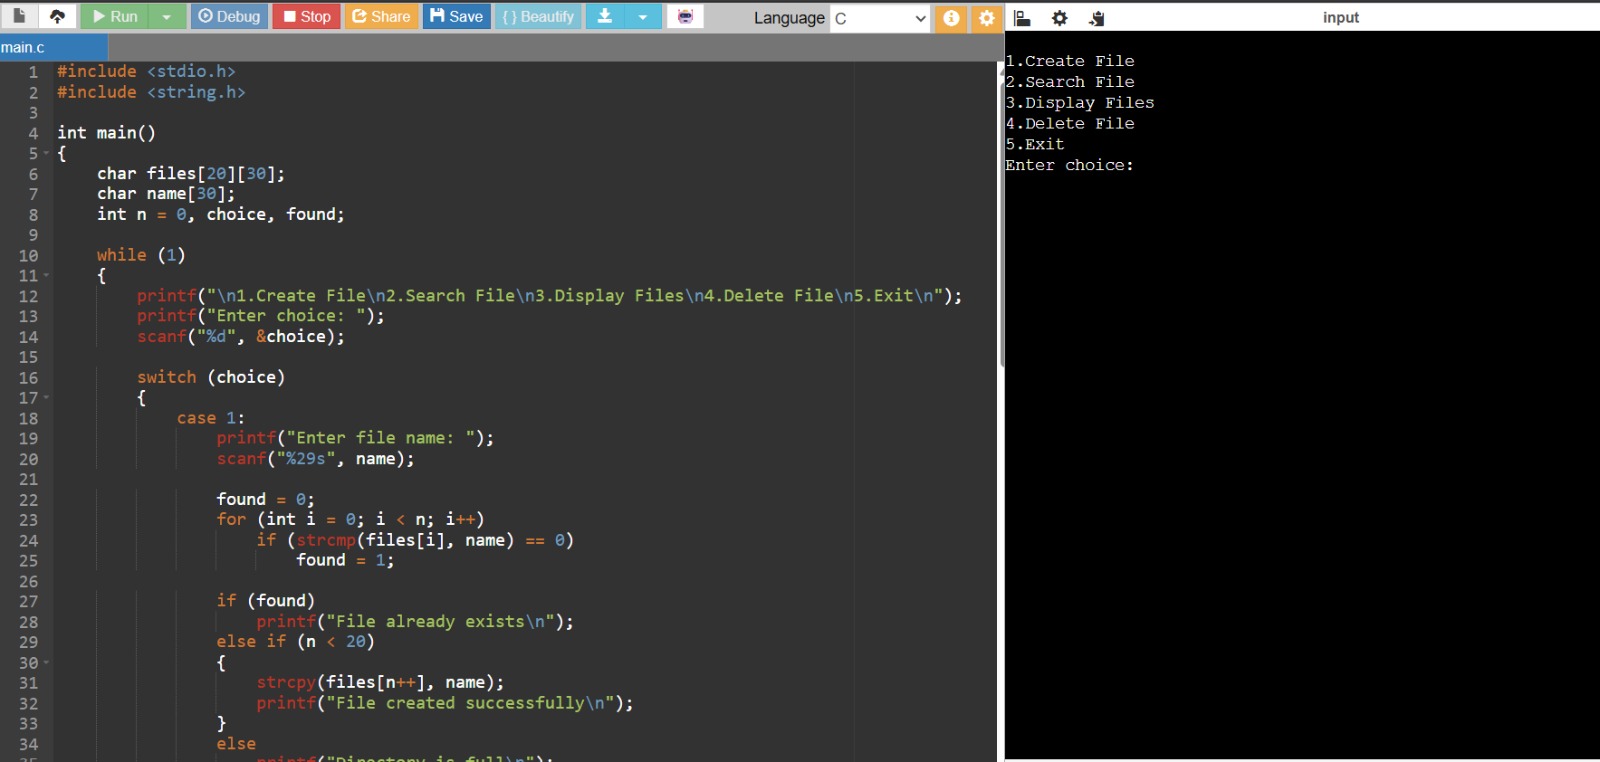 Run Debug Stop Share Save { } Beautify Language C
input
main.c
1 #include <stdio.h>
2 #include <string.h>
3
4 int main()
5 {
6 char files[20][30];
7 char name[30];
8 int n = 0, choice, found;
9
10 while (1)
11 {
12 printf("\n1.Create File\n2.Search File\n3.Display Files\n4.Delete File\n5.Exit\n");
13 printf("Enter choice: ");
14 scanf("%d", &choice);
15
16 switch (choice)
17 {
18 case 1:
19 printf("Enter file name: ");
20 scanf("%29s", name);
21
22 found = 0;
23 for (int i = 0; i < n; i++)
24 if (strcmp(files[i], name) == 0)
25 found = 1;
26
27 if (found)
28 printf("File already exists\n");
29 else if (n < 20)
30 {
31 strcpy(files[n++], name);
32 printf("File created successfully\n");
33 }
34 else
35 printf("Directory is full\n");
1.Create File
2.Search File
3.Display Files
4.Delete File
5.Exit
Enter choice: